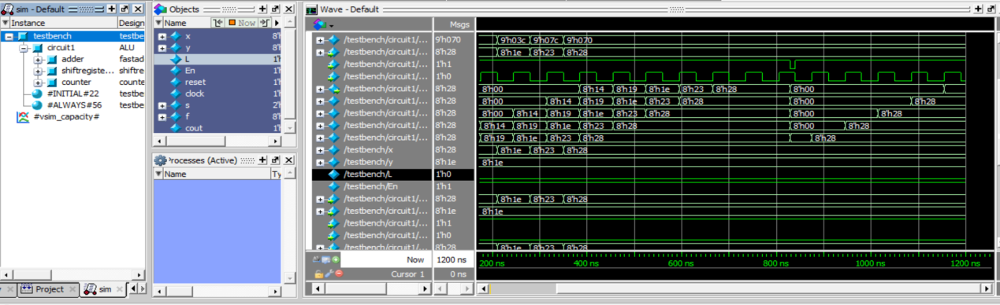 sim - Default
Instance Design
testbench testbe
circuit1 ALU
adder fastad
shiftregiste... shiftre
counter counte
#INITIAL#22 testbe
#ALWAYS#56 testbe
#vsim_capacity#
Project sim
Objects
Name Now
x 8'h
y 8'h
L 1'h
En 1'h
reset 1'h
clock 1'h
s 2'h
f 8'h
cout 1'h
Processes (Active)
Name Ty
Wave - Default
Msgs
/testbench/circuit1/... 9'h070 9'h03c 9'h07c 9'h070
/testbench/circuit1/... 8'h28 8'h1e 8'h23 8'h28
/testbench/circuit1/... 1'h1
/testbench/circuit1/... 1'h0
/testbench/circuit1/... 8'h28 8'h00 8'h14 8'h19 8'h1e 8'h23 8'h28 8'h00
/testbench/circuit1/... 8'h28 8'h00 8'h14 8'h19 8'h1e 8'h23 8'h28 8'h00 8'h28
/testbench/circuit1/... 8'h28 8'h00 8'h14 8'h19 8'h1e 8'h23 8'h28 8'h00 8'h28
/testbench/circuit1/... 8'h28 8'h14 8'h19 8'h1e 8'h23 8'h28 8'h00 8'h28
/testbench/circuit1/... 8'h28 8'h19 8'h1e 8'h23 8'h28 8'h28
/testbench/x 8'h28 8'h1e 8'h23 8'h28
/testbench/y 8'h1e 8'h1e
/testbench/L 1'h0
/testbench/En 1'h1
/testbench/circuit1/... 8'h28 8'h1e 8'h23 8'h28
/testbench/circuit1/... 8'h1e 8'h1e
/testbench/circuit1/... 1'h1
/testbench/circuit1/... 1'h0
/testbench/circuit1/... 8'h28 8'h1e 8'h23 8'h28
Now 1200 ns 200 ns 400 ns 600 ns 800 ns 1000 ns 1200 ns
Cursor 1 0 ns